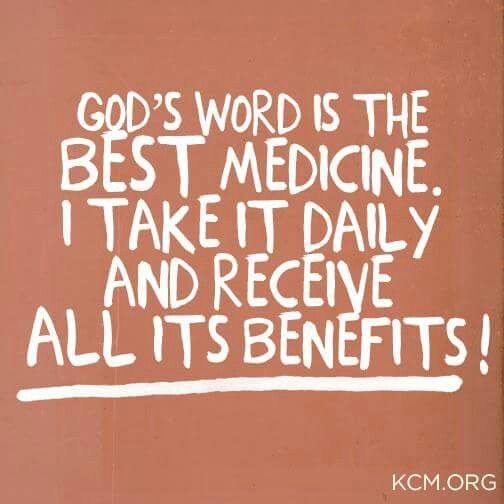 GOD'S WORD IS THE
BEST MEDICINE.
I TAKE IT DAILY
AND RECEIVE
ALL ITS BENEFITS!
KCM.ORG